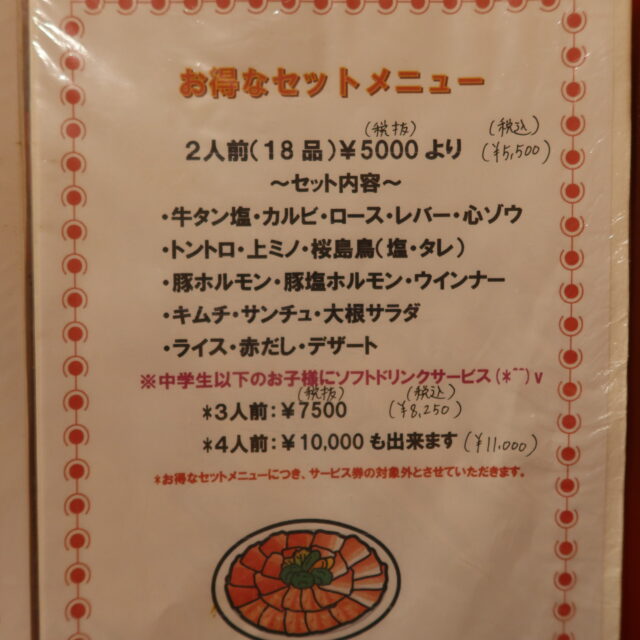 お得なセットメニュー
(税抜) (税込)
2人前(18品)¥5000より (¥5,500)
～セット内容～
・牛タン塩・カルビ・ロース・レバー・心ゾウ
・トントロ・上ミノ・桜島鳥(塩・タレ)
・豚ホルモン・豚塩ホルモン・ウインナー
・キムチ・サンチュ・大根サラダ
・ライス・赤だし・デザート
※中学生以下のお子様にソフトドリンクサービス(*^^)v
(税抜) (税込)
*3人前:¥7500 (¥8,250)
*4人前:¥10,000も出来ます (¥11,000)
*お得なセットメニューにつき、サービス券の対象外とさせていただきます。